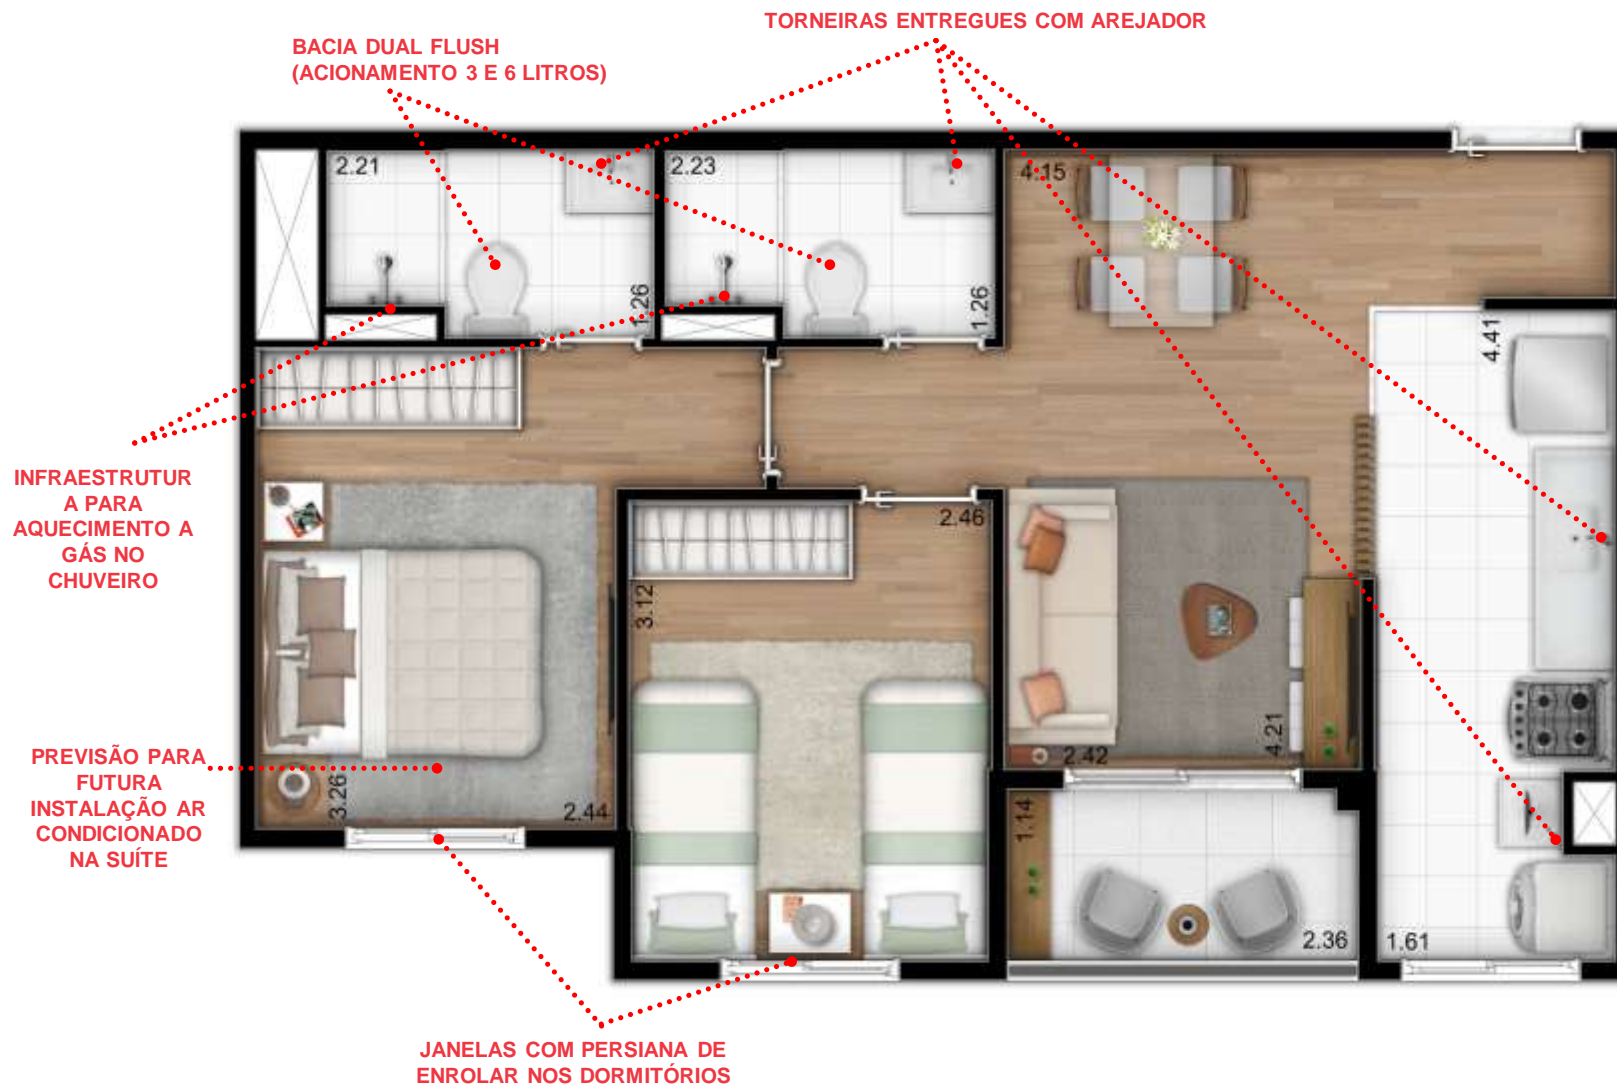 TORNEIRAS ENTREGUES COM AREJADOR
BACIA DUAL FLUSH
(ACIONAMENTO 3 E 6 LITROS)
2.21
2.23
4.15
1.26
1.26
4.41
INFRAESTRUTUR
A PARA
AQUECIMENTO A
GÁS NO
CHUVEIRO
2.46
3.12
4.21
2.42
PREVISÃO PARA
FUTURA
INSTALAÇÃO AR
CONDICIONADO
NA SUÍTE
3.26
2.44
1.14
2.36
1.61
JANELAS COM PERSIANA DE
ENROLAR NOS DORMITÓRIOS